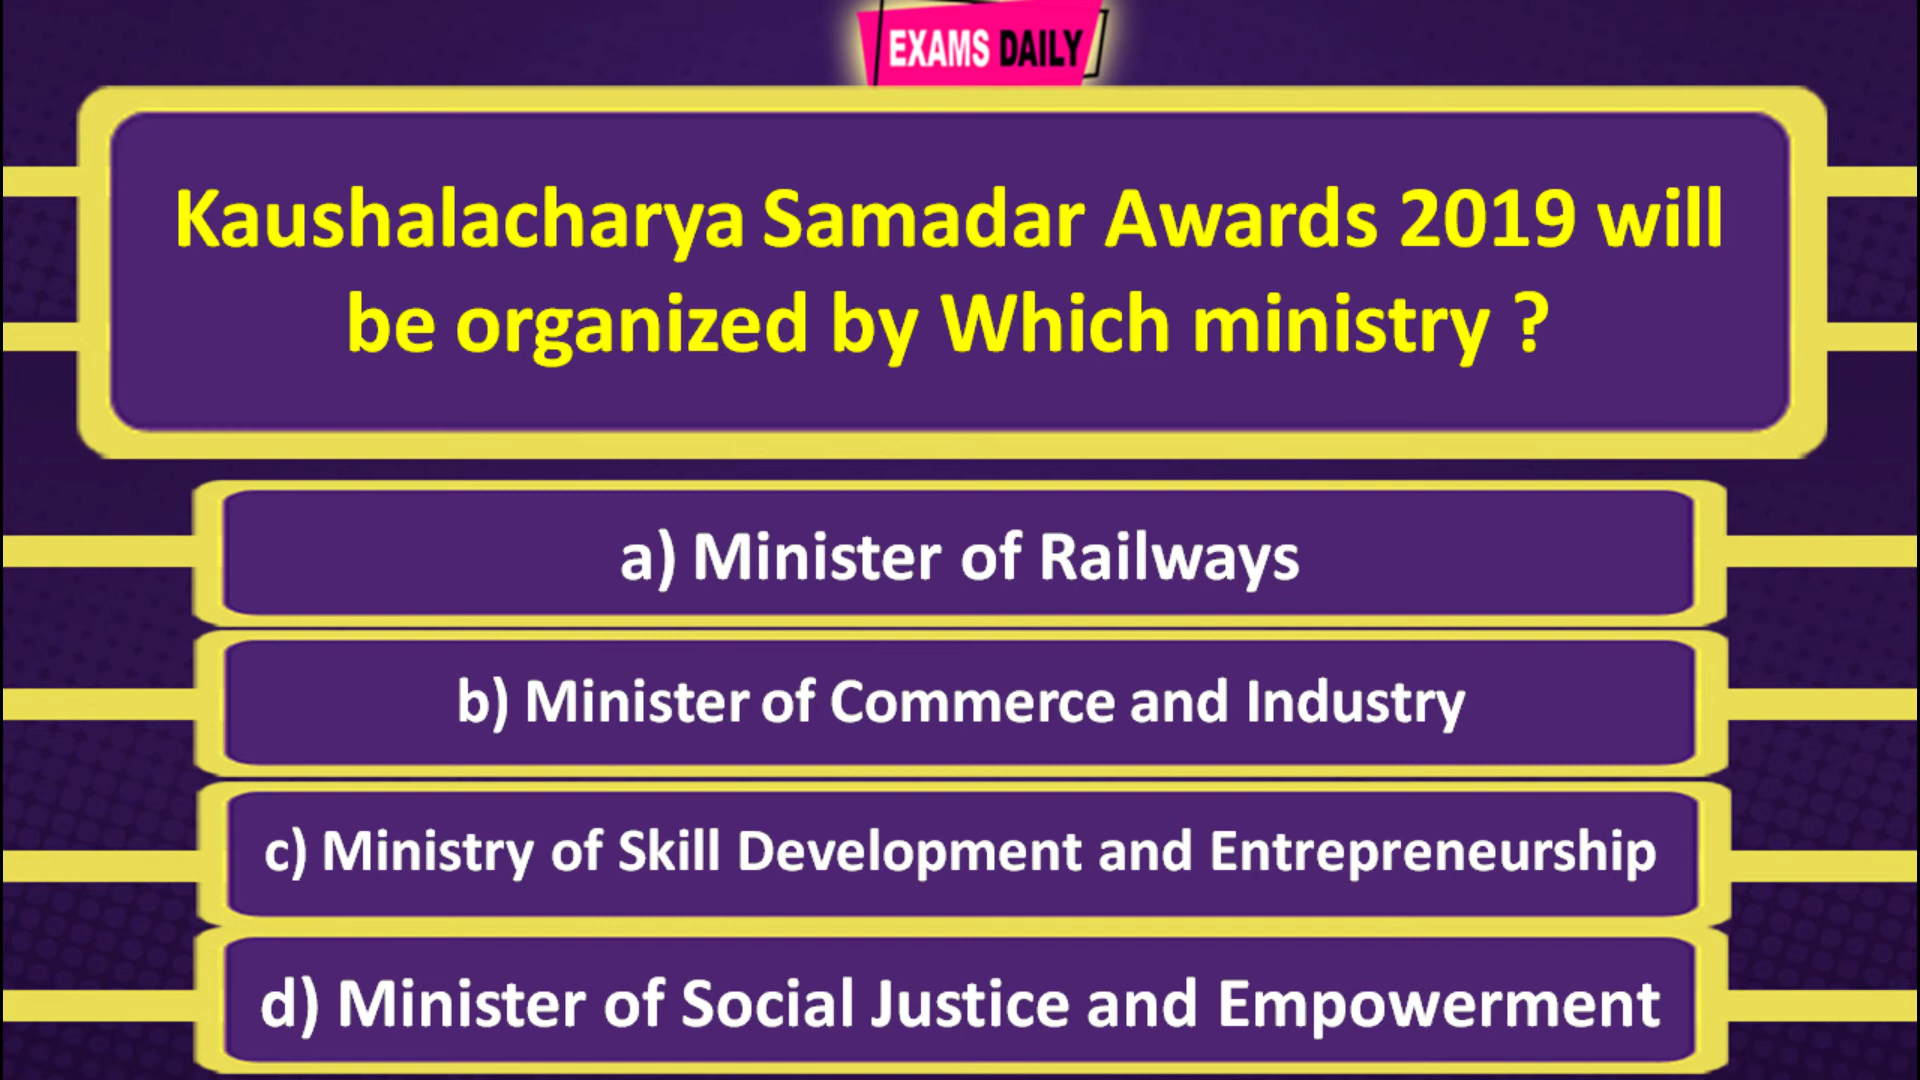 EXAMS DAILY
Kaushalacharya Samadar Awards 2019 will
be organized by Which ministry ?
a) Minister of Railways
b) Minister of Commerce and Industry
c) Ministry of Skill Development and Entrepreneurship
d) Minister of Social Justice and Empowerment